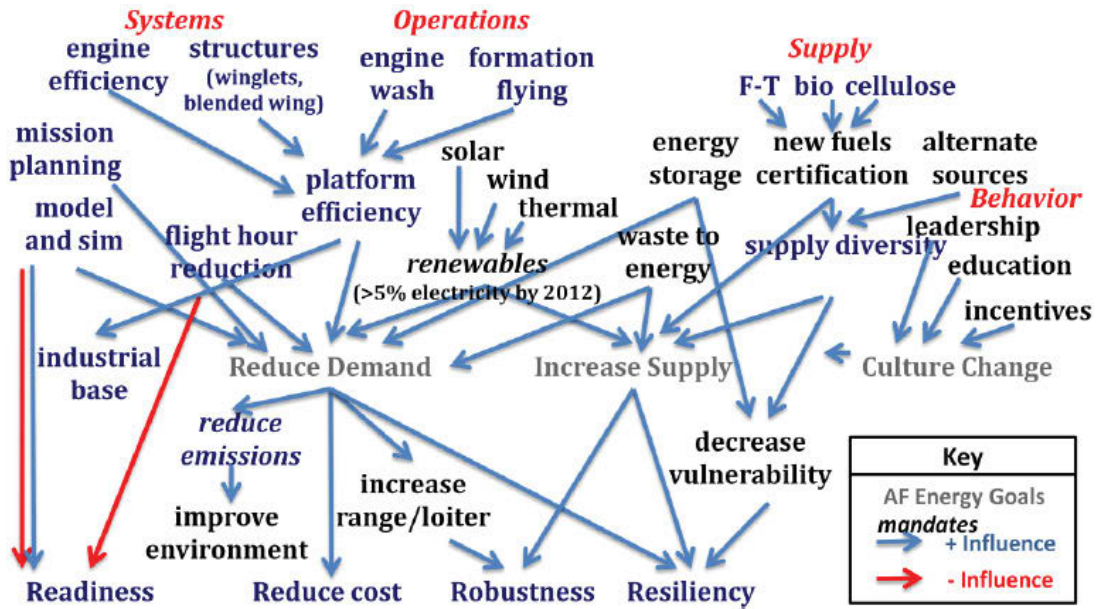 Systems
Operations
Supply
engine
efficiency
structures
(winglets,
blended wing)
engine
wash
formation
flying
F-T bio cellulose
mission
planning
platform
efficiency
solar
wind
thermal
energy
storage
new fuels
certification
alternate
sources
Behavior
model
and sim
flight hour
reduction
renewables
(>5% electricity by 2012)
waste to
energy
supply diversity
leadership
education
incentives
industrial
base
Reduce Demand
Increase Supply
Culture Change
reduce
emissions
increase
range/loiter
decrease
vulnerability
improve
environment
Readiness
Reduce cost
Robustness
Resiliency
Key
AF Energy Goals
mandates
+ Influence
- Influence